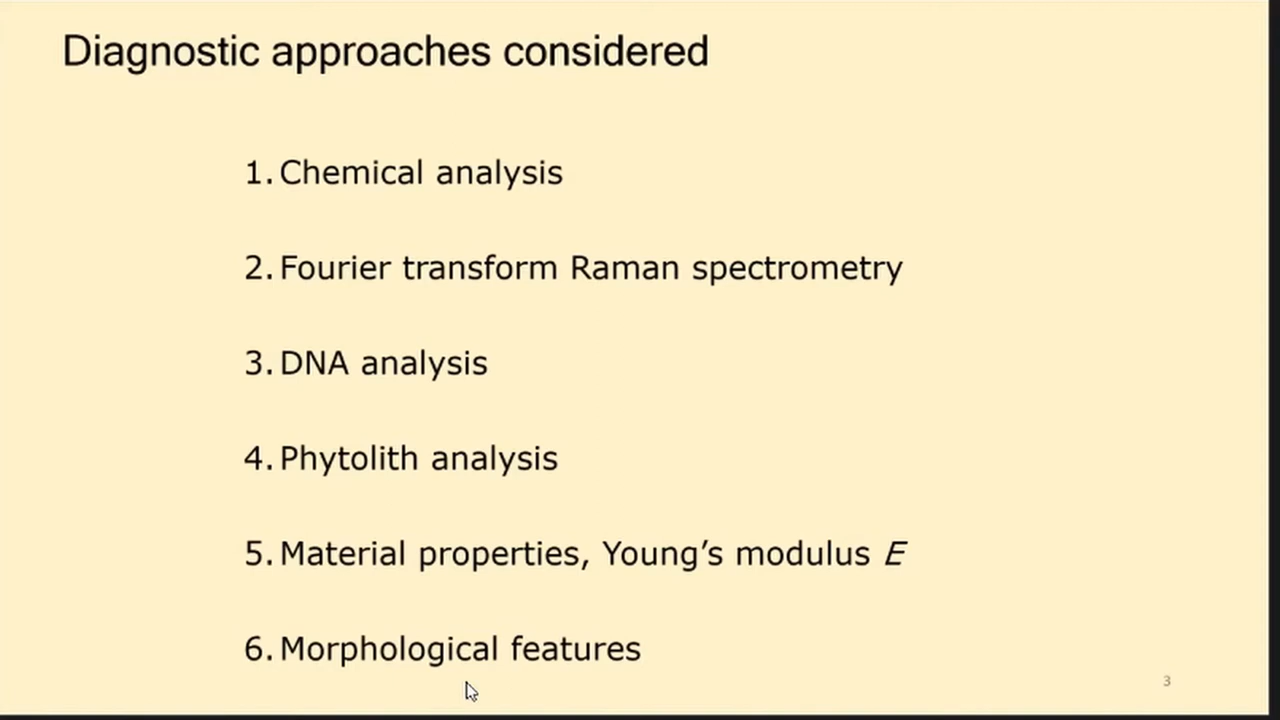 Diagnostic approaches considered
1. Chemical analysis
2. Fourier transform Raman spectrometry
3. DNA analysis
4. Phytolith analysis
5. Material properties, Young’s modulus E
6. Morphological features
3